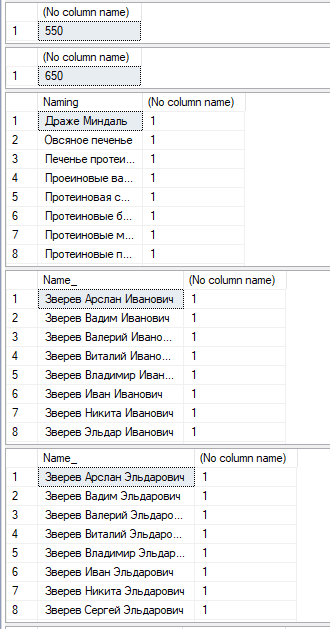 (No column name)
1 550
(No column name)
1 650
Naming (No column name)
1 Драже Миндаль 1
2 Овсяное печенье 1
3 Печенье протеи... 1
4 Проеиновые ва... 1
5 Протеиновая с... 1
6 Протеиновые б... 1
7 Протеиновые м... 1
8 Протеиновые п... 1
Name_ (No column name)
1 Зверев Арслан Иванович 1
2 Зверев Вадим Иванович 1
3 Зверев Валерий Ивано... 1
4 Зверев Виталий Ивано... 1
5 Зверев Владимир Иван... 1
6 Зверев Иван Иванович 1
7 Зверев Никита Иванович 1
8 Зверев Эльдар Иванович 1
Name_ (No column name)
1 Зверев Арслан Эльдарович 1
2 Зверев Вадим Эльдарович 1
3 Зверев Валерий Эльдаро... 1
4 Зверев Виталий Эльдаро... 1
5 Зверев Владимир Эльдар... 1
6 Зверев Иван Эльдарович 1
7 Зверев Никита Эльдарович 1
8 Зверев Сергей Эльдарович 1